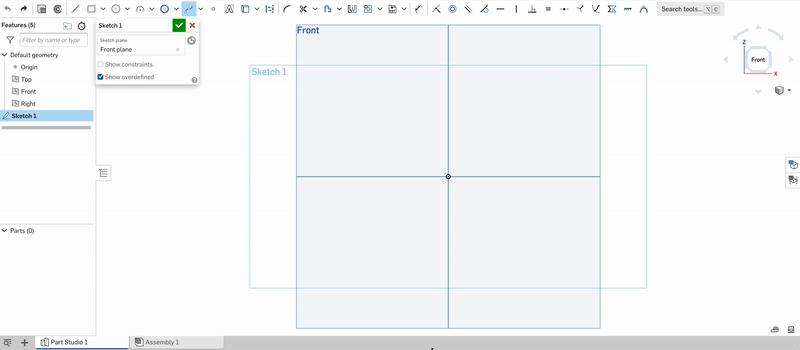 Search tools...
Features (5)
Filter by name or type
Default geometry
Origin
Top
Front
Right
Sketch 1
Parts (0)
Sketch 1
Sketch plane
Front plane
Show constraints
Show overdefined
Front
Sketch 1
Z
Front
X
Part Studio 1
Assembly 1